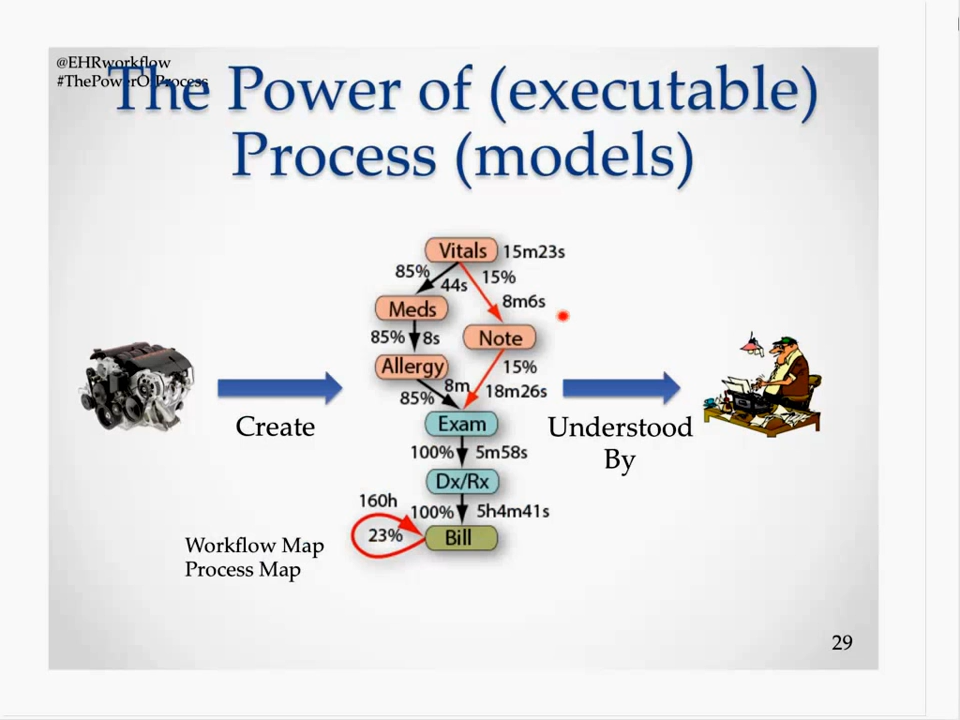 @EHRworkflow
#ThePowerOfProcess
The Power of (executable)
Process (models)
Vitals 15m23s
85% 15%
44s
8m6s
Meds
85% 8s
Note
Allergy
15%
8m
85%
18m26s
Exam
Create
Understood
By
100% 5m58s
Dx/Rx
160h
100% 5h4m41s
23%
Bill
Workflow Map
Process Map
29